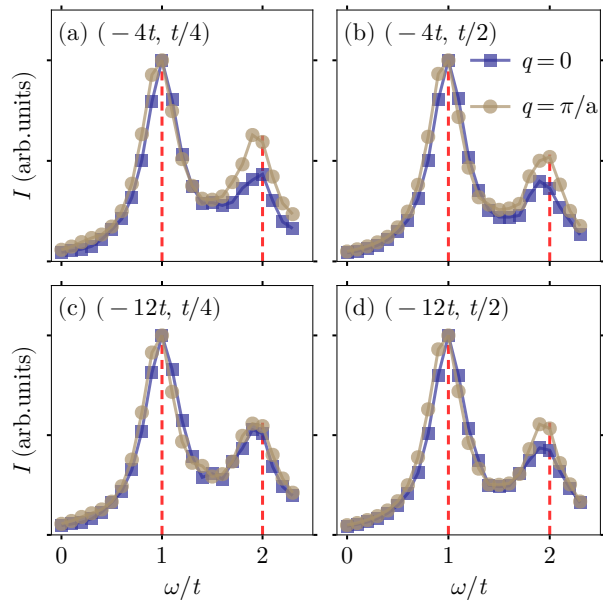 (a) (−4t, t/4)
(b) (−4t, t/2)
q = 0
q = π/a
I (arb.units)
(c) (−12t, t/4)
(d) (−12t, t/2)
I (arb.units)
0 1 2
0 1 2
ω/t
ω/t